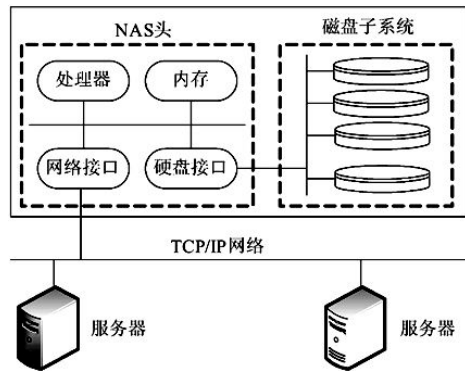 NAS头
磁盘子系统
处理器
内存
网络接口
硬盘接口
TCP/IP网络
服务器
服务器